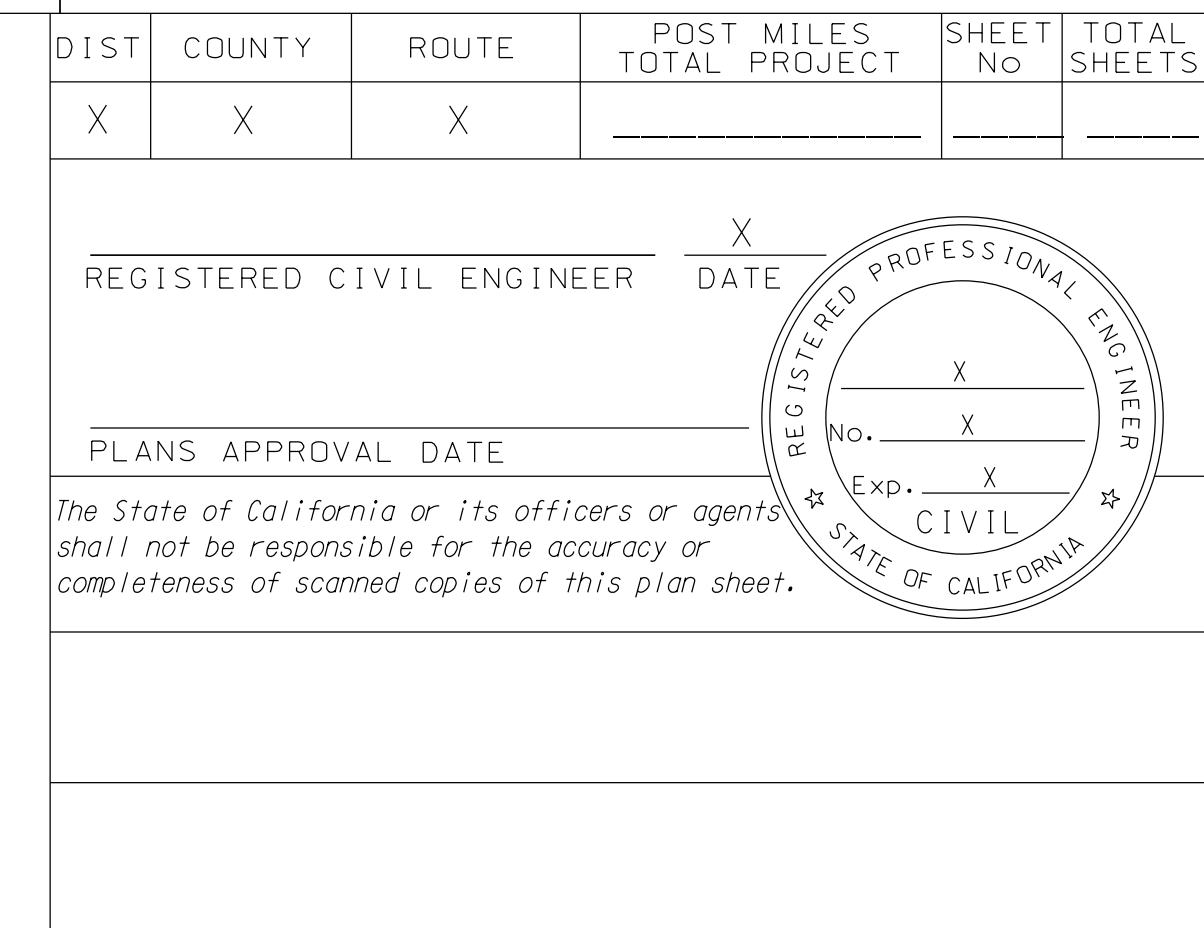 DIST COUNTY ROUTE POST MILES TOTAL PROJECT SHEET No TOTAL SHEETS
X X X
X
REGISTERED CIVIL ENGINEER DATE
PLANS APPROVAL DATE
REGISTERED PROFESSIONAL ENGINEER
X
No. X
Exp. X
CIVIL
☆ STATE OF CALIFORNIA ☆
The State of California or its officers or agents
shall not be responsible for the accuracy or
completeness of scanned copies of this plan sheet.